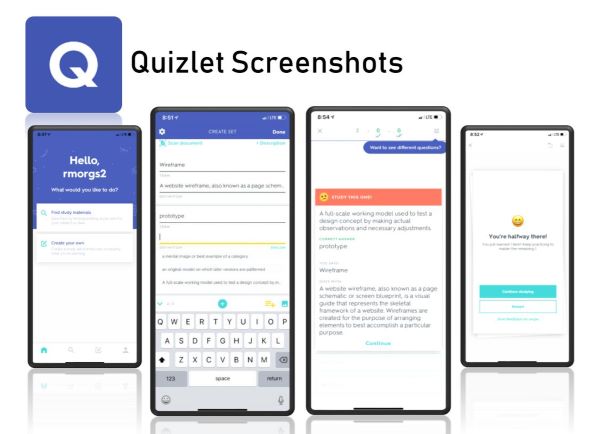 Q
Quizlet Screenshots
8:51
Hello,
rmorgs2
What would you like to do?
Find study materials
Create your own
8:51
LTE
CREATE SET
Done
Scan document
+ Description
Wireframe
TERM
A website wireframe, also known as a page schem...
DEFINITION
prototype
TERM
DEFINITION
a mental image or best example of a category
an original model on which later versions are patterned
A full-scale working model used to test a design concept by m...
Q W E R T Y U I O P
A S D F G H J K L
Z X C V B N M
123
space
return
8:54
LTE
Want to see different questions?
STUDY THIS ONE!
A full-scale working model used to test a
design concept by making actual
observations and necessary adjustments.
CORRECT ANSWER
prototype
YOU SAID
Wireframe
A website wireframe, also known as a page
schematic or screen blueprint, is a visual
guide that represents the skeletal
framework of a website. Wireframes are
created for the purpose of arranging
elements to best accomplish a particular
purpose.
Continue
8:52
You're halfway there!
Continue studying